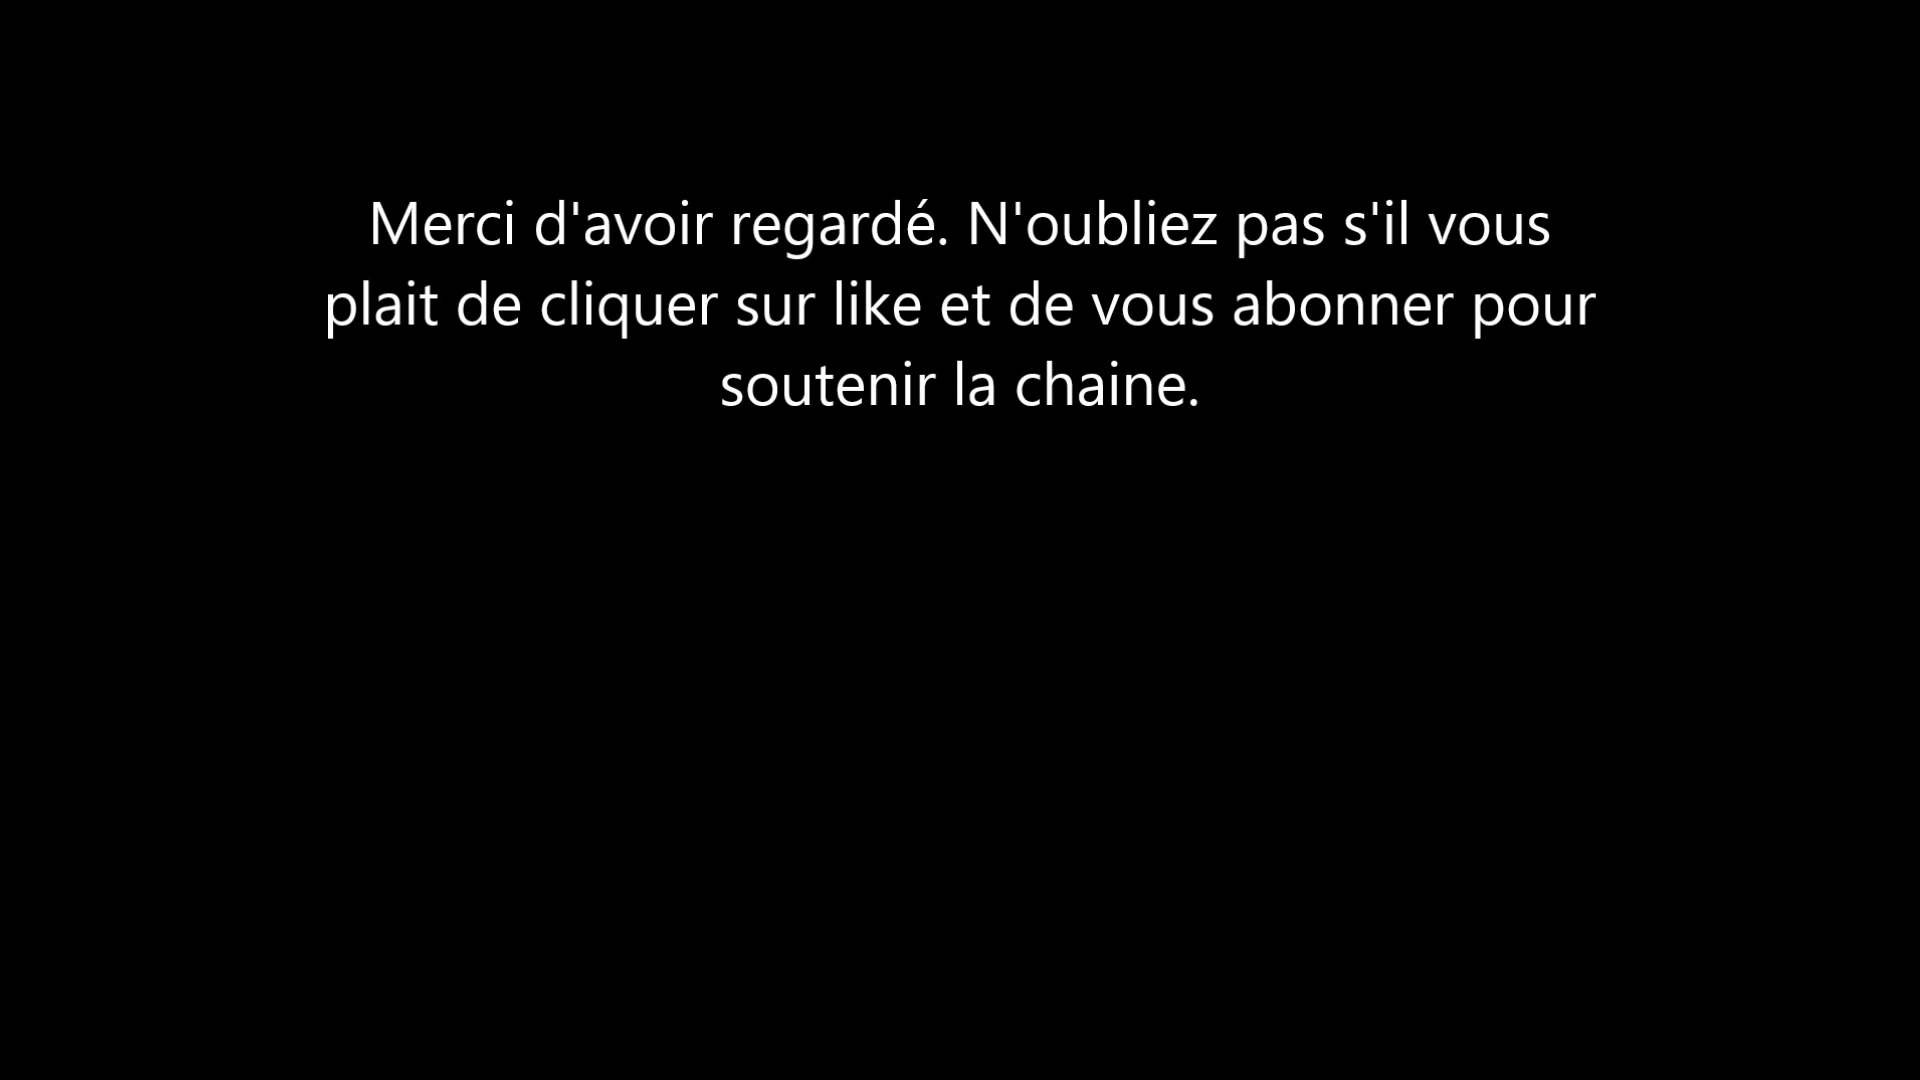 Merci d'avoir regardé. N'oubliez pas s'il vous
plait de cliquer sur like et de vous abonner pour
soutenir la chaine.